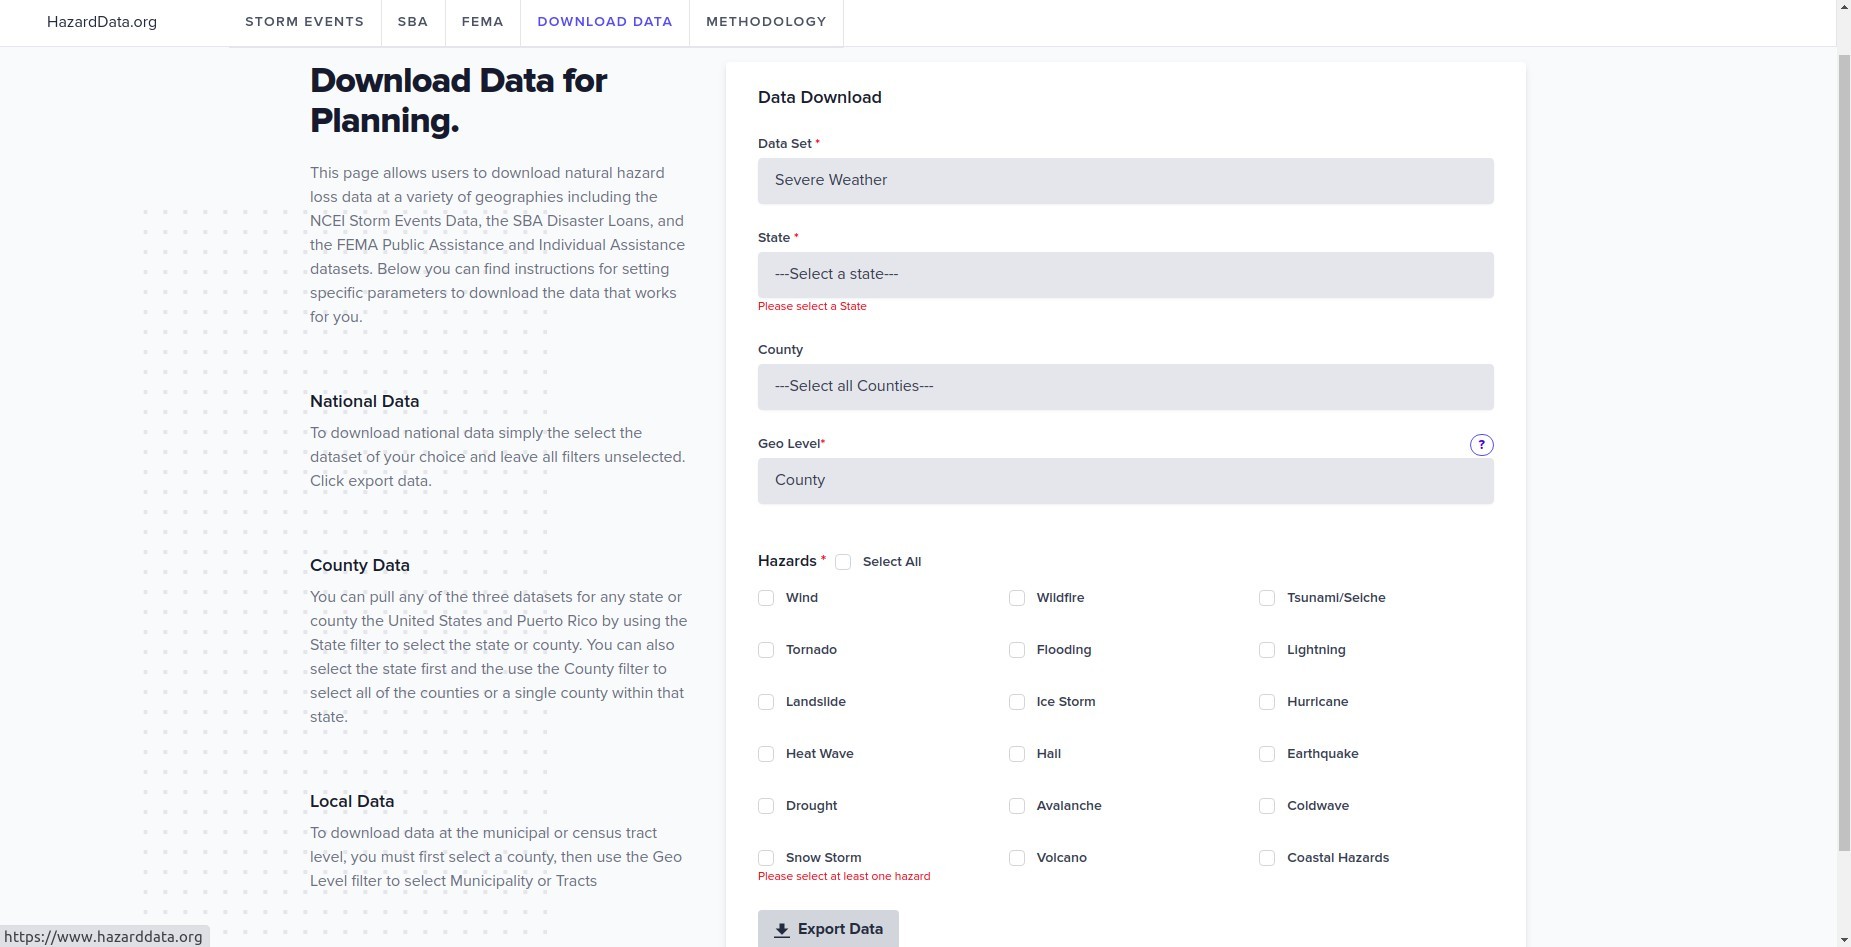 HazardData.org
STORM EVENTS
SBA
FEMA
DOWNLOAD DATA
METHODOLOGY
Download Data for
Planning.
This page allows users to download natural hazard
loss data at a variety of geographies including the
NCEI Storm Events Data, the SBA Disaster Loans, and
the FEMA Public Assistance and Individual Assistance
datasets. Below you can find instructions for setting
specific parameters to download the data that works
for you.
National Data
To download national data simply the select the
dataset of your choice and leave all filters unselected.
Click export data.
County Data
You can pull any of the three datasets for any state or
county the United States and Puerto Rico by using the
State filter to select the state or county. You can also
select the state first and the use the County filter to
select all of the counties or a single county within that
state.
Local Data
To download data at the municipal or census tract
level, you must first select a county, then use the Geo
Level filter to select Municipality or Tracts
Data Download
Data Set *
Severe Weather
State *
---Select a state---
Please select a State
County
---Select all Counties---
Geo Level*
?
County
Hazards * Select All
Wind Wildfire Tsunami/Seiche
Tornado Flooding Lightning
Landslide Ice Storm Hurricane
Heat Wave Hail Earthquake
Drought Avalanche Coldwave
Snow Storm Volcano Coastal Hazards
Please select at least one hazard
Export Data
https://www.hazarddata.org